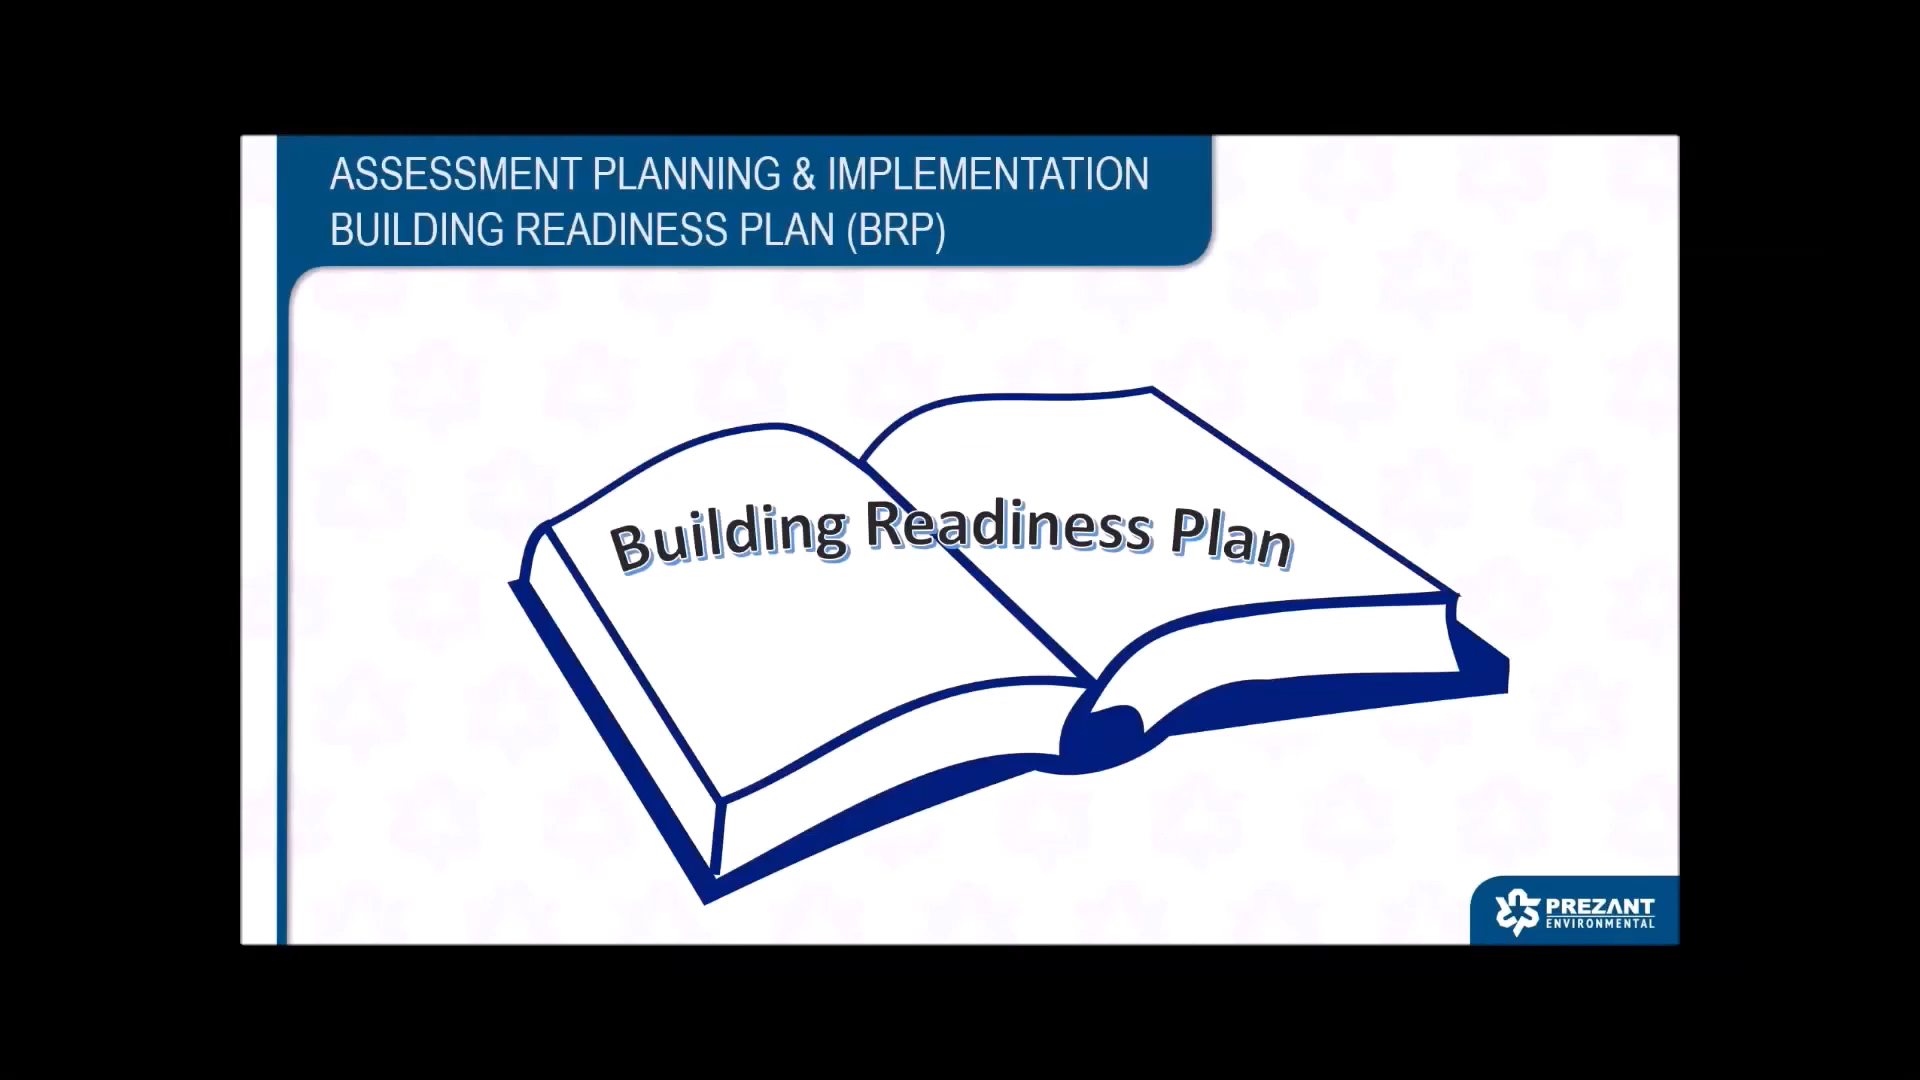 ASSESSMENT PLANNING & IMPLEMENTATION
BUILDING READINESS PLAN (BRP)
Building Readiness Plan
PREZANT
ENVIRONMENTAL